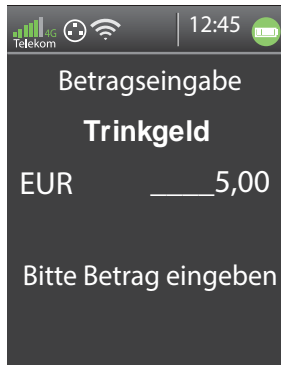 4G
Telekom
12:45
Betragseingabe
Trinkgeld
EUR ____5,00
Bitte Betrag eingeben